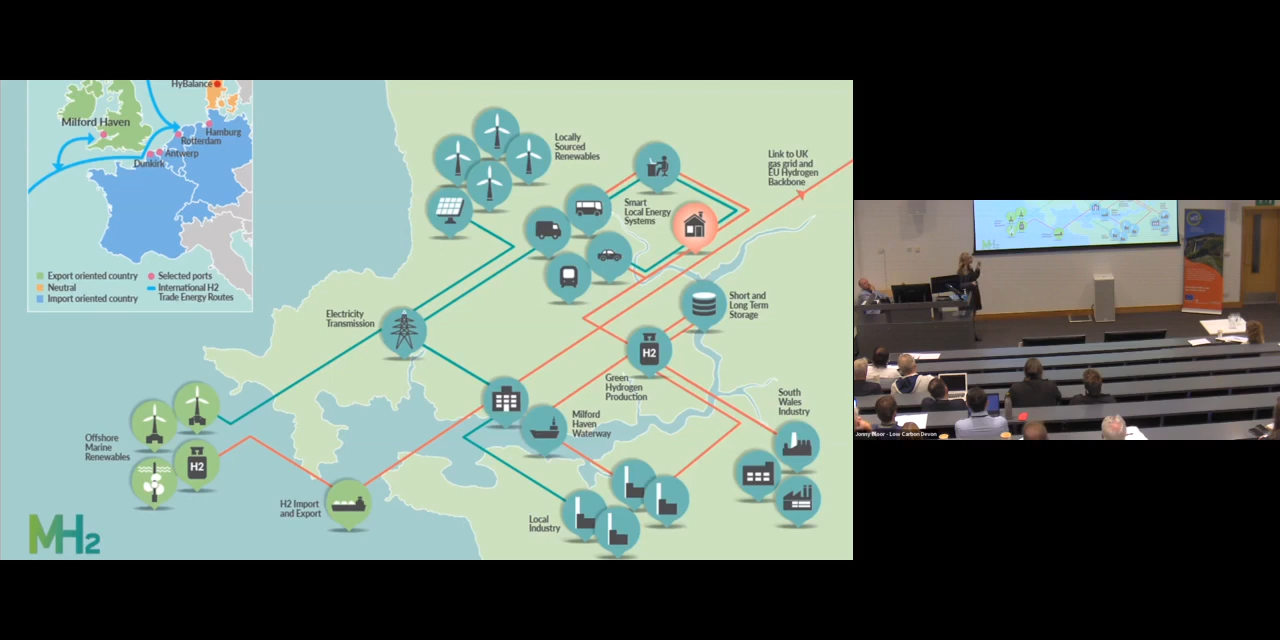 HyBalance
Milford Haven
Hamburg
Rotterdam
Antwerp
Dunkirk
Export oriented country
Neutral
Import oriented country
Selected ports
International H2
Trade Energy Routes
Locally
Sourced
Renewables
Link to UK
gas grid and
EU Hydrogen
Backbone
Smart
Local Energy
Systems
Electricity
Transmission
Short and
Long Term
Storage
H2
Green
Hydrogen
Production
South
Wales
Industry
Milford
Haven
Waterway
Offshore
Marine
Renewables
H2
H2 Import
and Export
Local
Industry
MH2
Jonny Moor - Low Carbon Devon